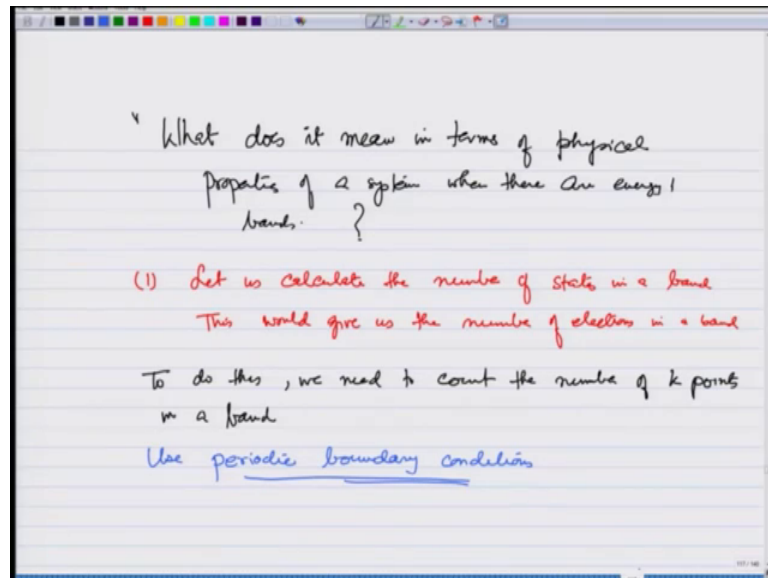 What does it mean in terms of physical
Properties of a system when there are energy
bands. ?
(1) Let us calculate the number of states in a band
This would give us the number of electrons in a band
To do this, we need to count the number of k points
in a band
Use periodic boundary conditions